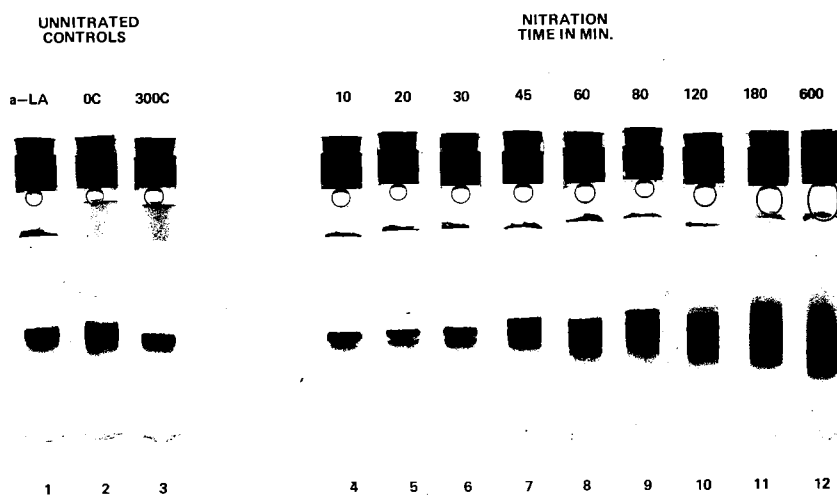 UNNITRATED
CONTROLS
NITRATION
TIME IN MIN.
a-LA 0C 300C 10 20 30 45 60 80 120 180 600
1 2 3 4 5 6 7 8 9 10 11 12